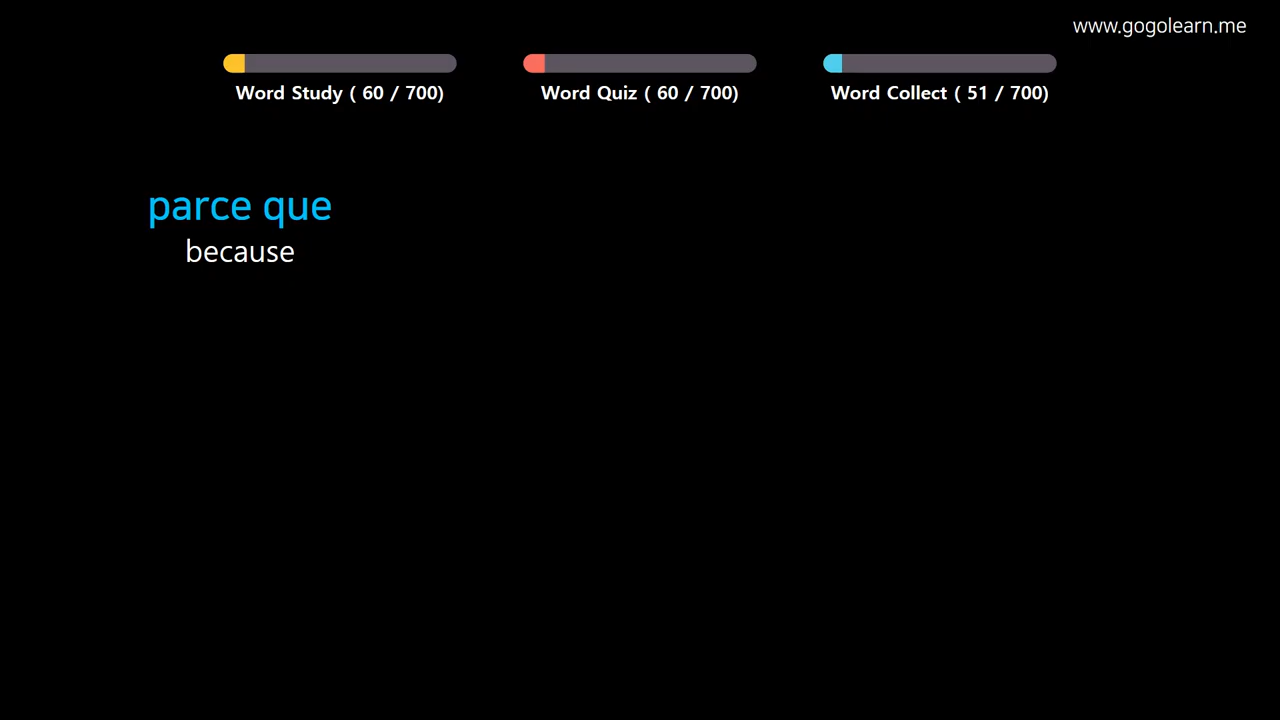 www.gogolearn.me
Word Study ( 60 / 700)
Word Quiz ( 60 / 700)
Word Collect ( 51 / 700)
parce que
because